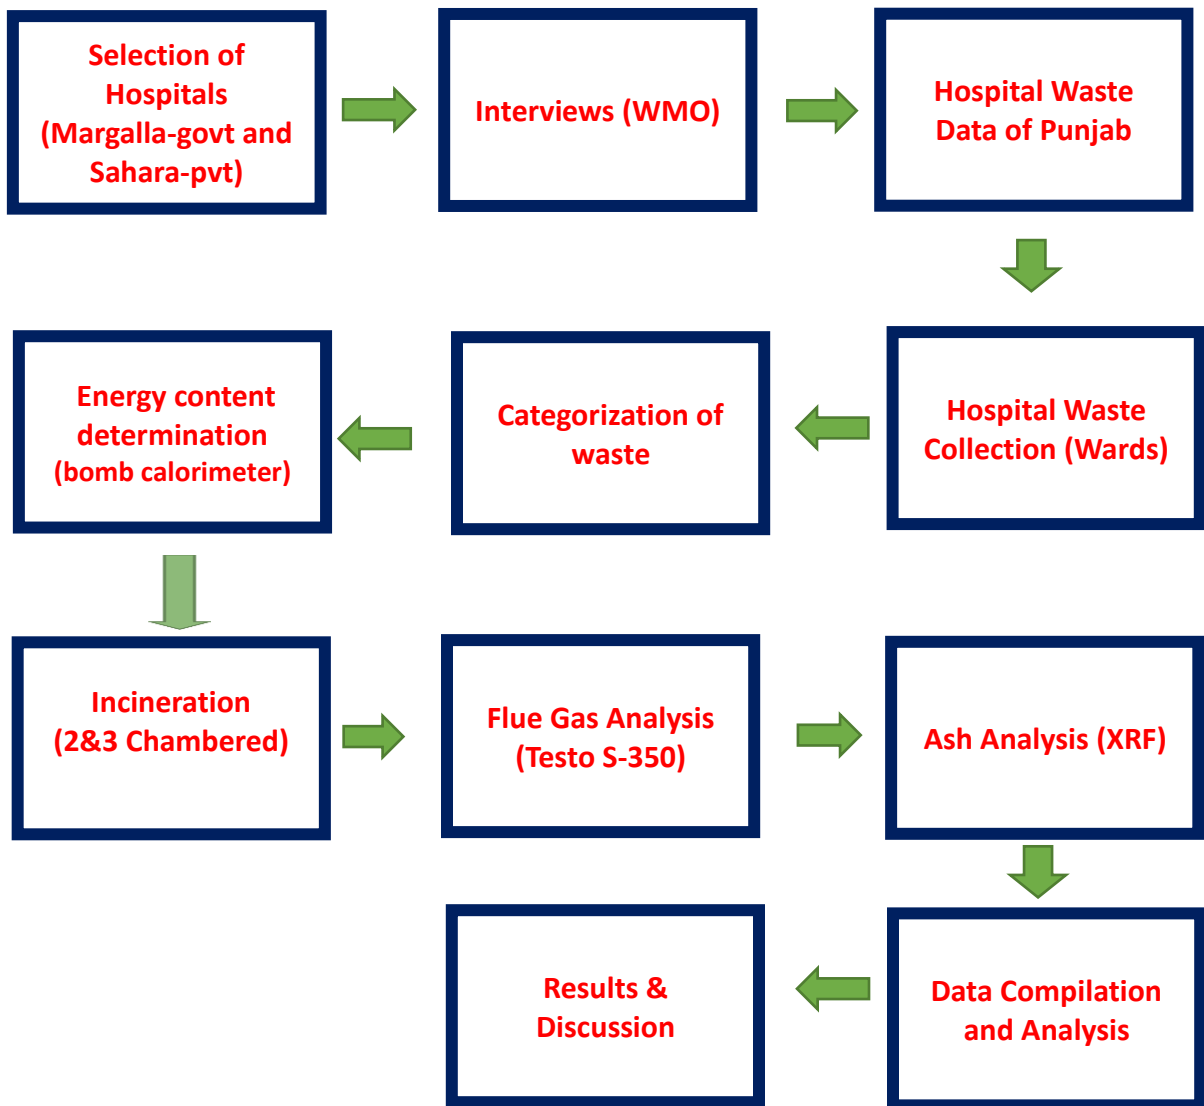 Selection of
Hospitals
(Margalla-govt and
Sahara-pvt)
Interviews (WMO)
Hospital Waste
Data of Punjab
Hospital Waste
Collection (Wards)
Categorization of
waste
Energy content
determination
(bomb calorimeter)
Incineration
(2&3 Chambered)
Flue Gas Analysis
(Testo S-350)
Ash Analysis (XRF)
Data Compilation
and Analysis
Results &
Discussion